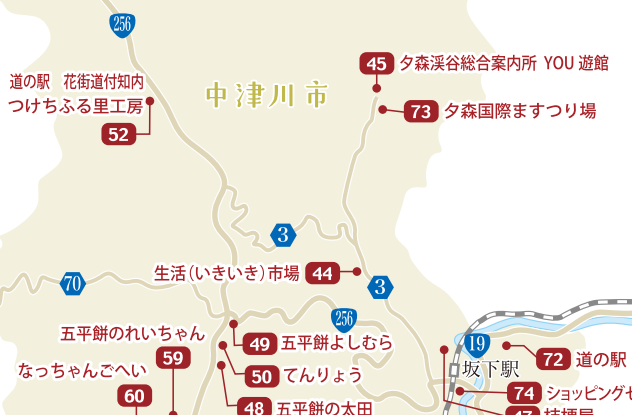 256
45 夕森渓谷総合案内所 YOU 遊館
道の駅 花街道付知内
つけちふる里工房
52
中津川市
73 夕森国際ますつり場
3
生活(いきいき)市場 44
3
70
256
五平餅のれいちゃん
59
49 五平餅よしむら
19
72 道の駅
なっちゃんごへい
60
50 てんりょう
坂下駅
74 ショッピングセ
48 五平餅の太田
47 桔梗屋